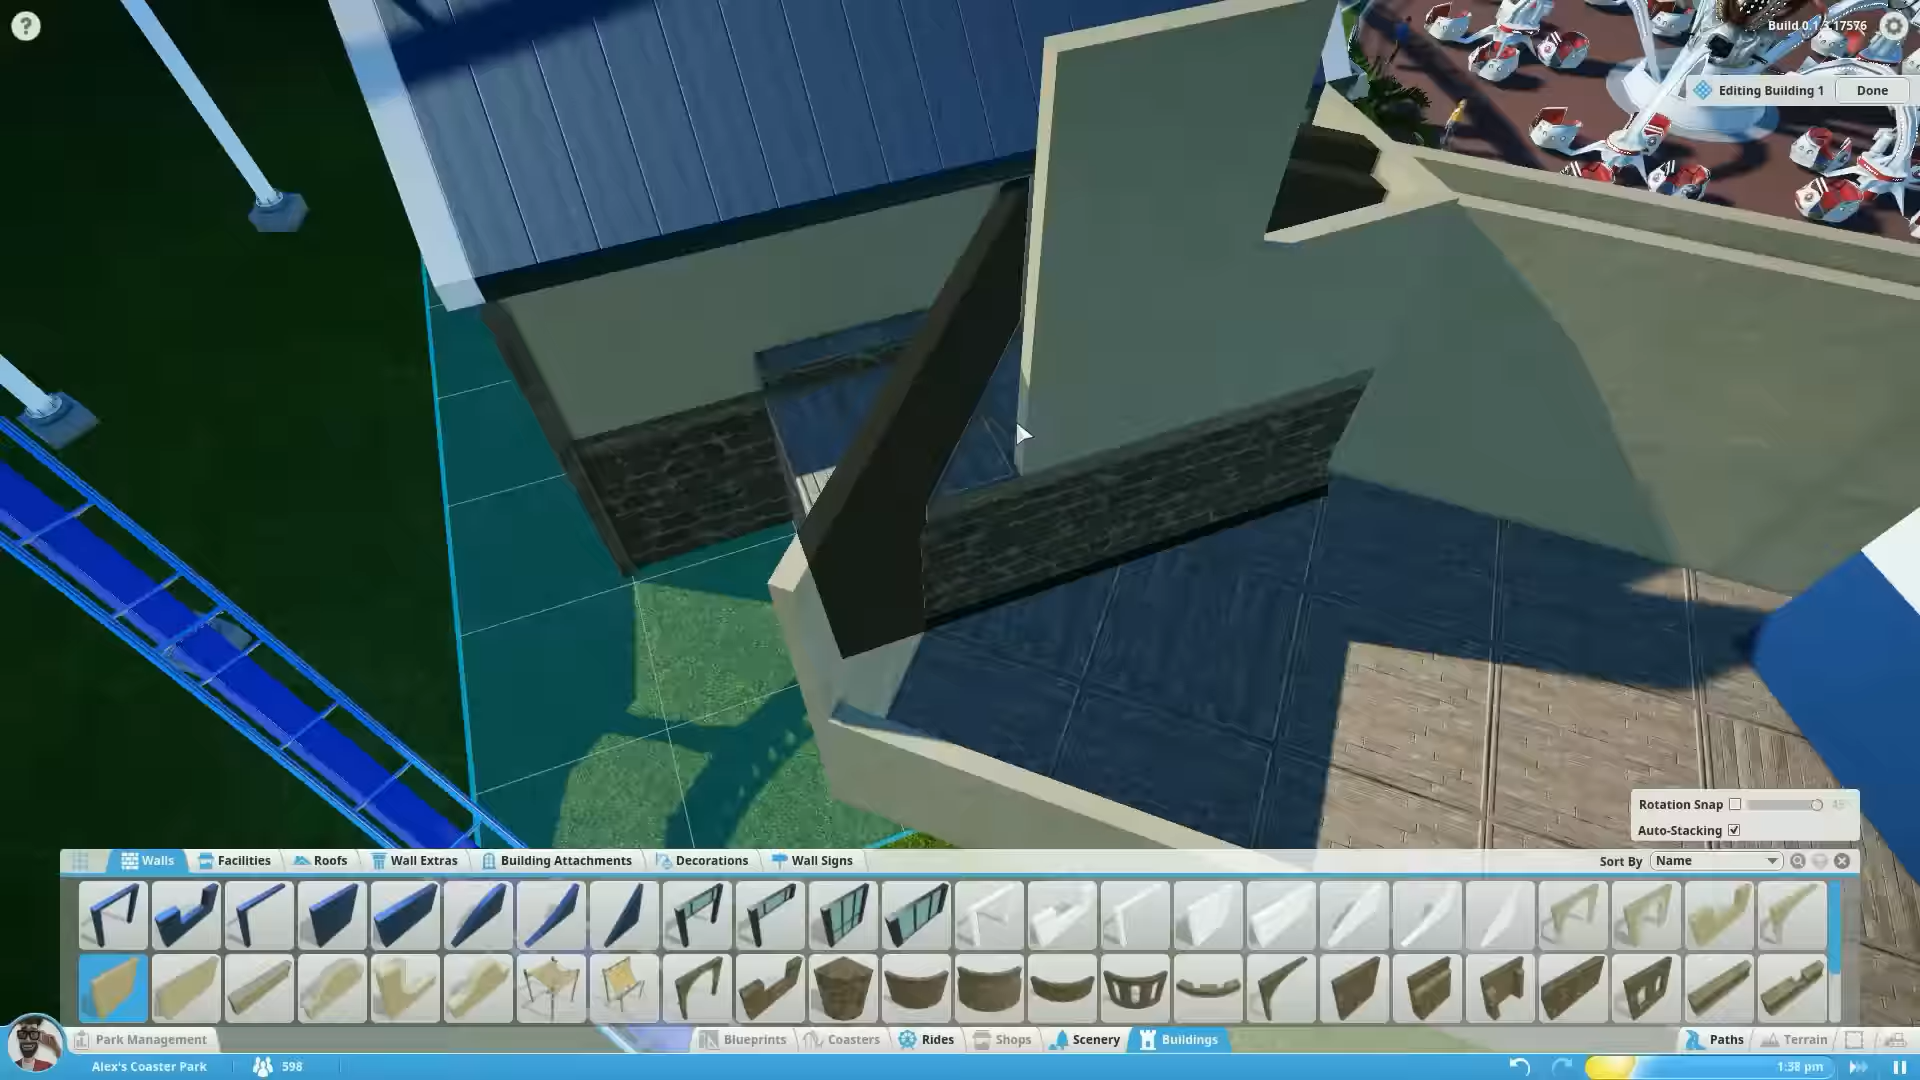 ?
Build 0.1.3.17576
Editing Building 1 Done
Rotation Snap 45°
Auto-Stacking
Walls Facilities Roofs Wall Extras Building Attachments Decorations Wall Signs Sort By Name
Park Management Blueprints Coasters Rides Shops Scenery Buildings Paths Terrain
Alex's Coaster Park 598 1:38 pm